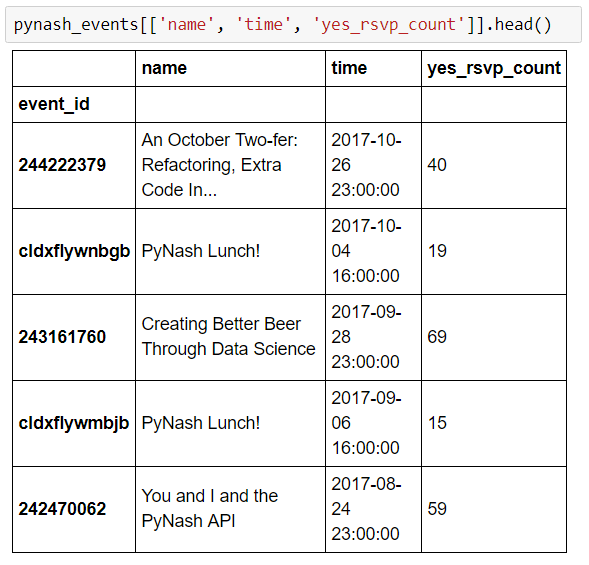 pynash_events[['name', 'time', 'yes_rsvp_count']].head()
name time yes_rsvp_count
event_id
244222379 An October Two-fer: Refactoring, Extra Code In... 2017-10-26 23:00:00 40
cldxflywnbgb PyNash Lunch! 2017-10-04 16:00:00 19
243161760 Creating Better Beer Through Data Science 2017-09-28 23:00:00 69
cldxflywmbjb PyNash Lunch! 2017-09-06 16:00:00 15
242470062 You and I and the PyNash API 2017-08-24 23:00:00 59